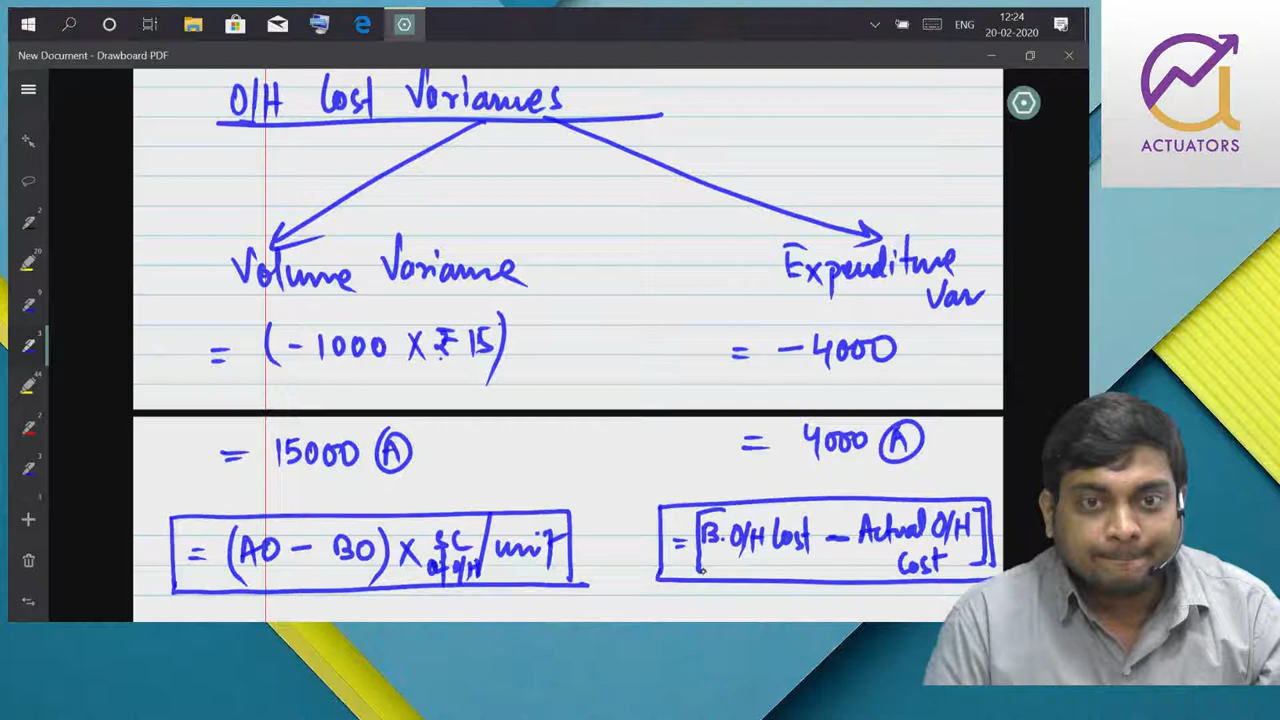 ENG
12:24
20-02-2020
New Document - Drawboard PDF
ACTUATORS
O/H Cost Variances
Volume Variance
Expenditure
Var
= (-1000 × ₹ 15)
= -4000
= 15000 (A)
= 4000 (A)
= (AO - BO) × SC of O/H / unit
= [B. O/H Cost - Actual O/H Cost]